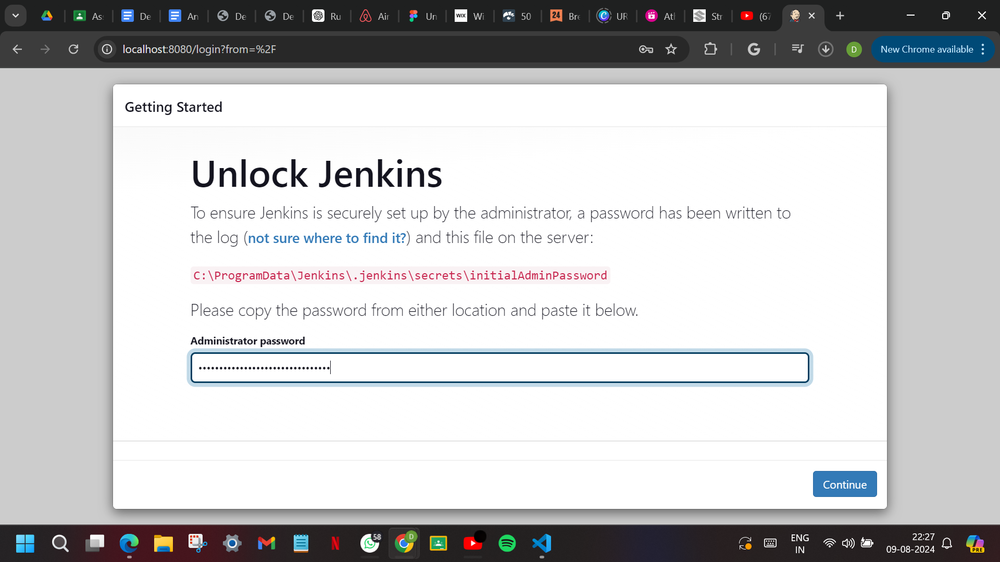 As
De
An
De
De
Ru
Air
Un
WIX
Wi
50
24
Bre
UR
Atl
Str
(67
localhost:8080/login?from=%2F
D
New Chrome available
Getting Started
Unlock Jenkins
To ensure Jenkins is securely set up by the administrator, a password has been written to
the log (not sure where to find it?) and this file on the server:
C:\ProgramData\Jenkins\.jenkins\secrets\initialAdminPassword
Please copy the password from either location and paste it below.
Administrator password
••••••••••••••••••••••••••••••••
Continue
58
D
ENG
IN
22:27
09-08-2024
PRE